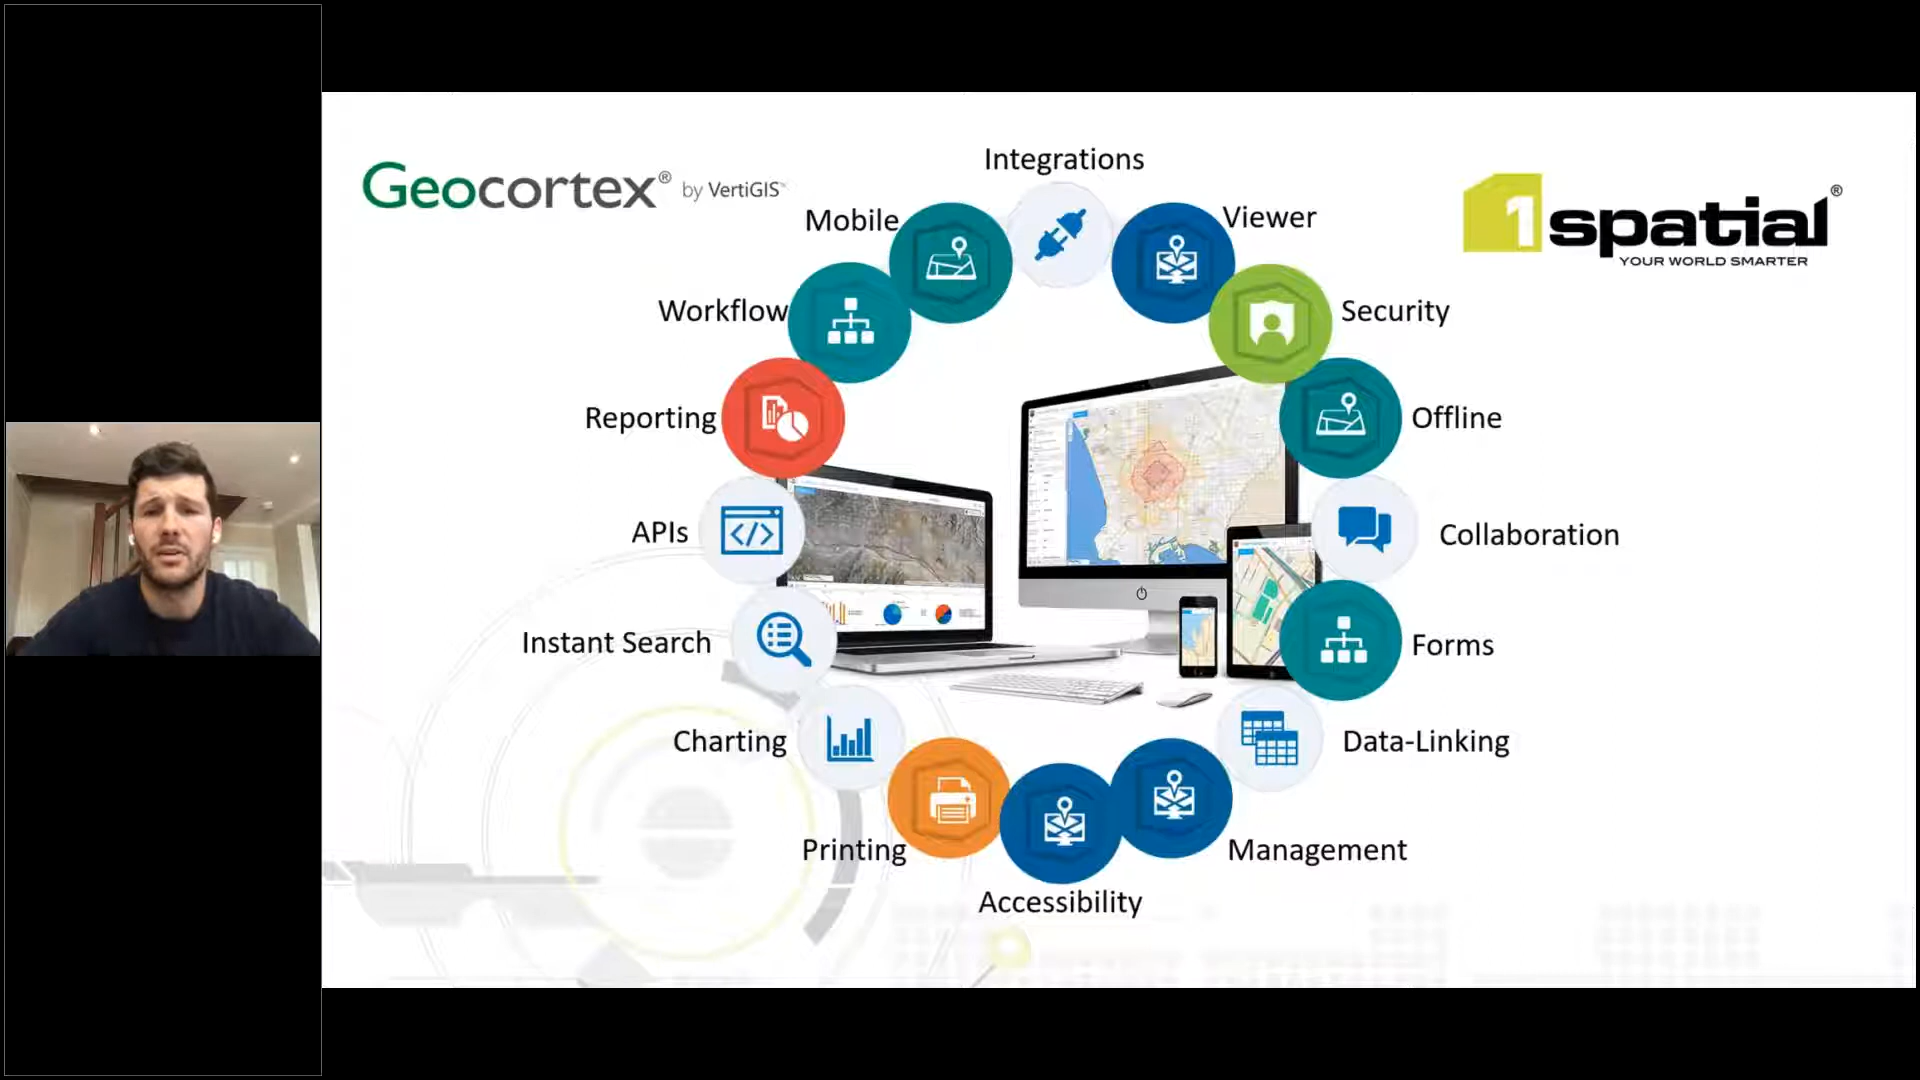 Integrations
Geocortex® by VertiGIS™
Mobile
Viewer
1spatial®
YOUR WORLD SMARTER
Workflow
Security
Reporting
Offline
APIs
</>
Collaboration
Instant Search
Forms
Charting
Data-Linking
Printing
Management
Accessibility